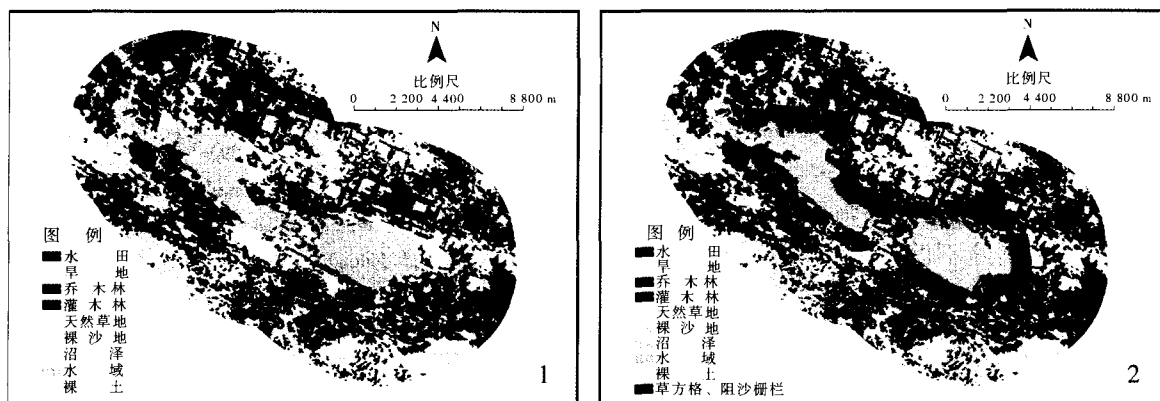 N
比例尺
0 2 200 4 400 8 800 m
图 例
水 田
旱 地
乔 木 林
灌 木 林
天然草地
裸 沙 地
沼 泽
水 域
裸 土
1
N
比例尺
0 2 200 4 400 8 800 m
图 例
水 田
旱 地
乔 木 林
灌 木 林
天然草地
裸 沙 地
沼 泽
水 域
裸 土
草方格、阻沙栅栏
2